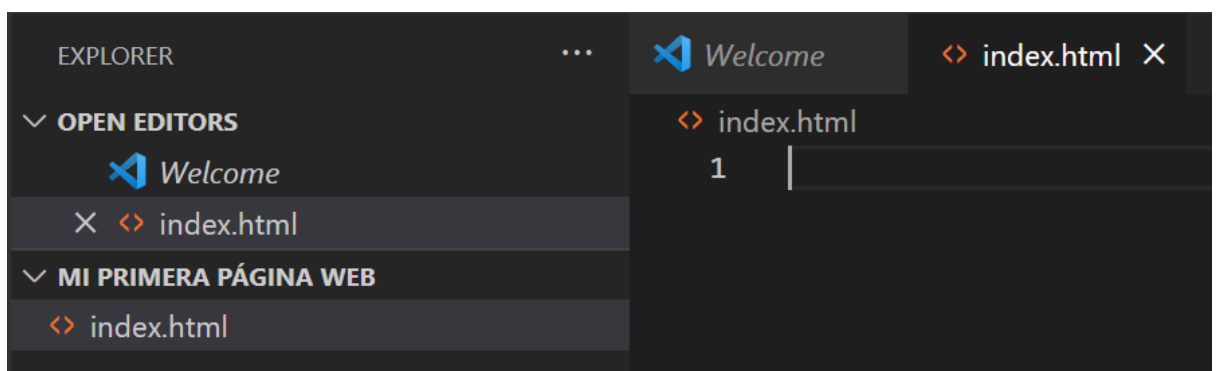 EXPLORER ...
OPEN EDITORS
Welcome
index.html
MI PRIMERA PÁGINA WEB
index.html
Welcome
index.html
index.html
1